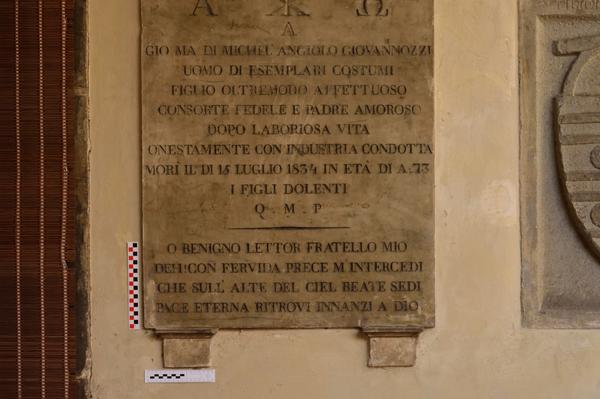 Α Ω
A
GIO MA DI MICHEL' ANGIOLO GIOVANNOZZI
UOMO DI ESEMPLARI COSTUMI
FIGLIO OLTREMODO AFFETTUOSO
CONSORTE FEDELE E PADRE AMOROSO
DOPO LABORIOSA VITA
ONESTAMENTE CON INDUSTRIA CONDOTTA
MORÌ IL DI 15 LUGLIO 1834 IN ETÀ DI A. 73
I FIGLI DOLENTI
Q . M . P
O BENIGNO LETTOR FRATELLO MIO
DEH! CON FERVIDA PRECE M' INTERCEDI
CHE SULL' ALTE DEL CIEL BEATE SEDI
PACE ETERNA RITROVI INNANZI A DIO